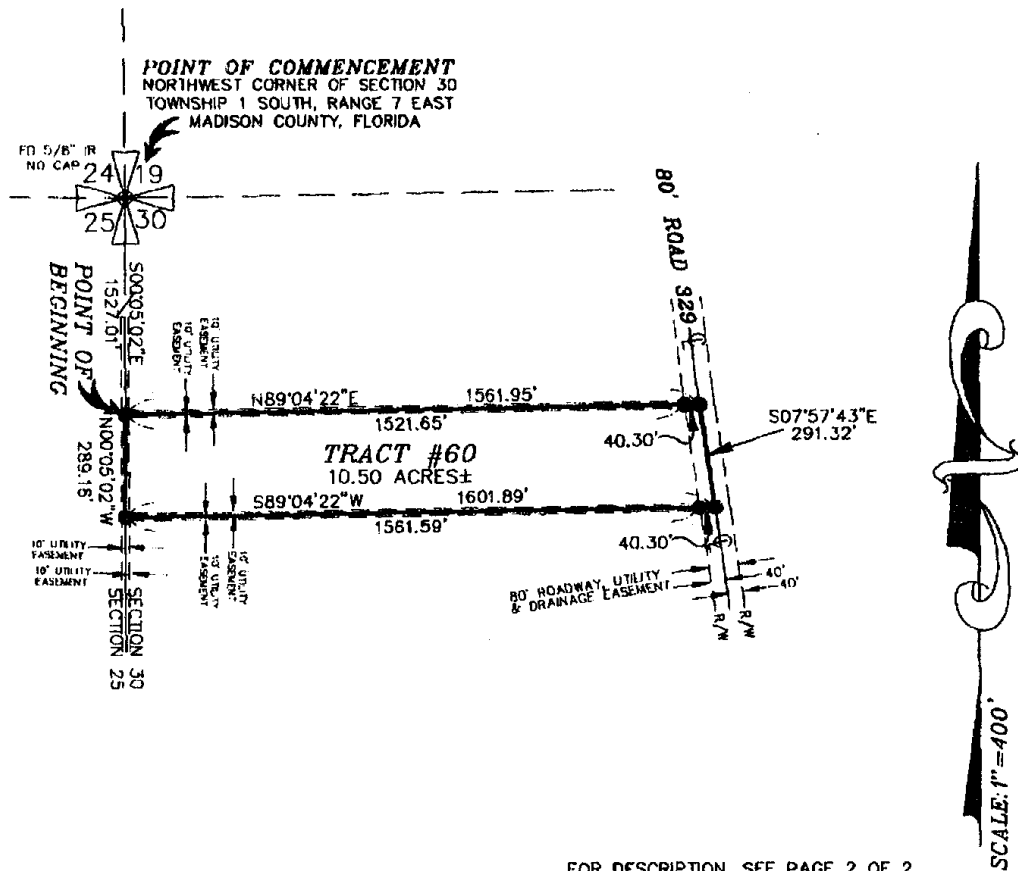 POINT OF COMMENCEMENT
NORTHWEST CORNER OF SECTION 30
TOWNSHIP 1 SOUTH, RANGE 7 EAST
MADISON COUNTY, FLORIDA
FD 5/8" IR
NO CAP
24 19
25 30
80' ROAD 329
S00°05'02"E
1527.01'
POINT OF
BEGINNING
10' UTILITY
EASEMENT
10' UTILITY
EASEMENT
N89°04'22"E 1561.95'
1521.65'
S07°57'43"E
291.32'
40.30'
TRACT #60
10.50 ACRES±
N00°05'02"W
289.16'
S89°04'22"W 1601.89'
1561.59'
40.30'
10' UTILITY
EASEMENT
10' UTILITY
EASEMENT
10' UTILITY
EASEMENT
10' UTILITY
EASEMENT
80' ROADWAY, UTILITY
& DRAINAGE EASEMENT
40'
40'
R/W
R/W
SECTION 30
SECTION 25
SCALE: 1"=400'
FOR DESCRIPTION, SEE PAGE 2 OF 2